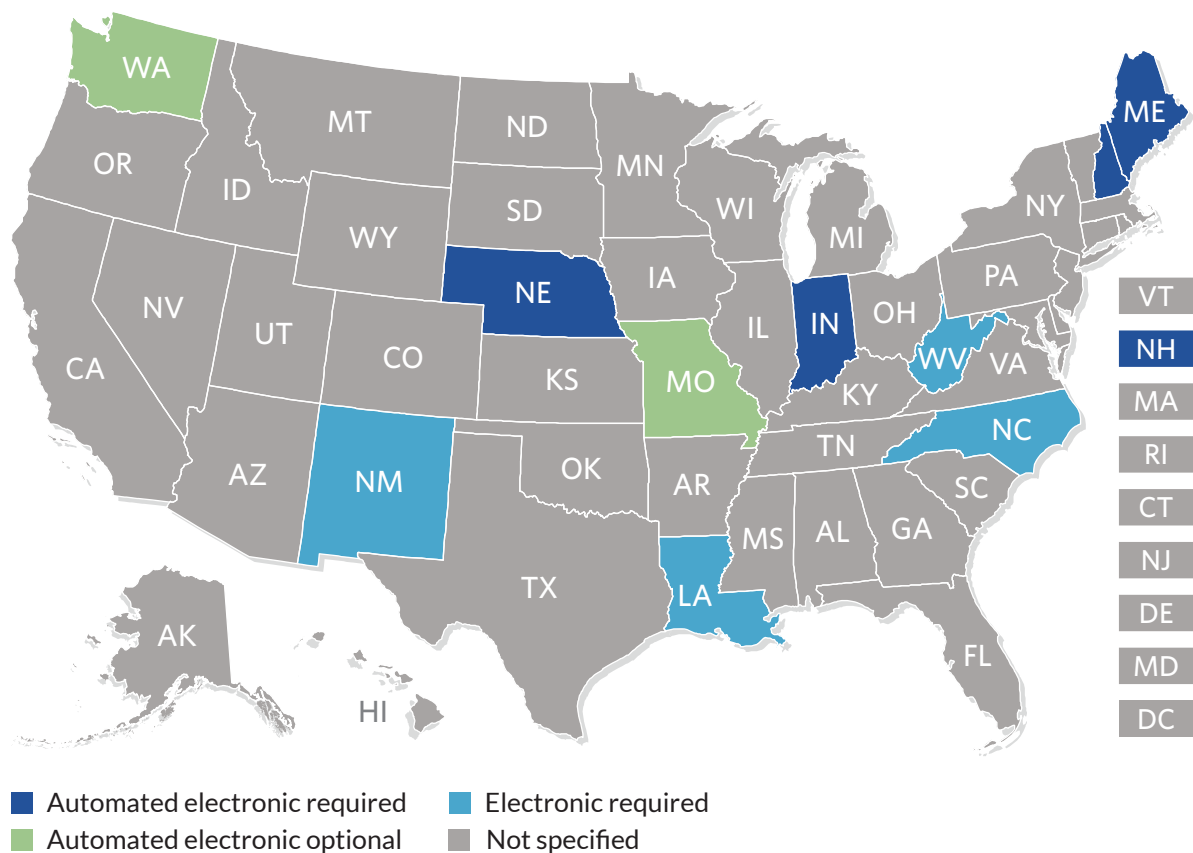 WA
MT
ND
MN
ME
OR
ID
SD
WI
NY
WY
MI
IA
PA
NE
NV
UT
CO
IL
IN
OH
VT
CA
KS
MO
WV
VA
NH
KY
NC
MA
AZ
NM
OK
TN
AR
SC
RI
MS
AL
GA
CT
TX
LA
NJ
AK
FL
DE
HI
MD
DC
Automated electronic required
Electronic required
Automated electronic optional
Not specified